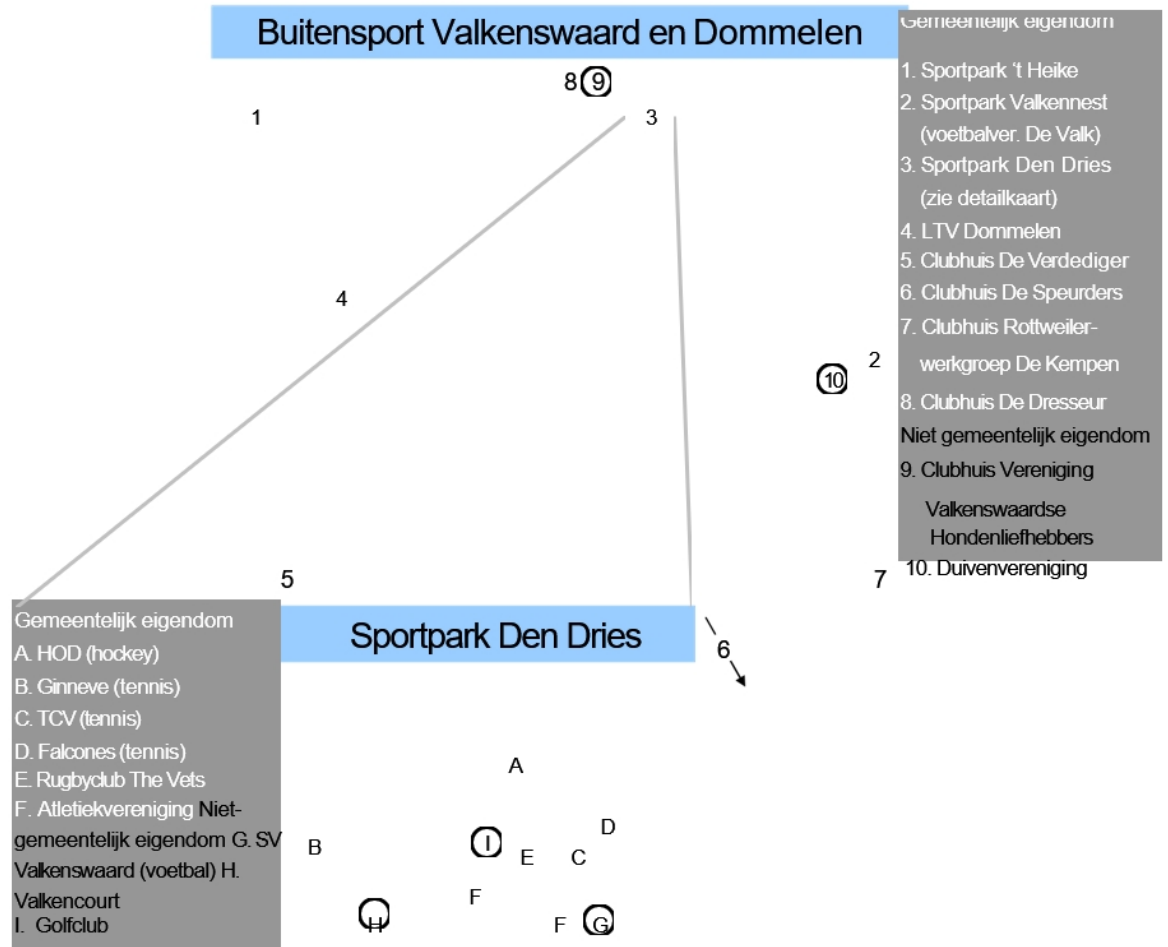 Buitensport Valkenswaard en Dommelen
Gemeentelijk eigendom
1. Sportpark ‘t Heike
2. Sportpark Valkennest
(voetbalver. De Valk)
3. Sportpark Den Dries
(zie detailkaart)
4. LTV Dommelen
5. Clubhuis De Verdediger
6. Clubhuis De Speurders
7. Clubhuis Rottweiler-
werkgroep De Kempen
8. Clubhuis De Dresseur
Niet gemeentelijk eigendom
9. Clubhuis Vereniging
Valkenswaardse
Hondenliefhebbers
10. Duivenvereniging
8 9
1
3
4
2
10
5
7
6
Sportpark Den Dries
Gemeentelijk eigendom
A. HOD (hockey)
B. Ginneve (tennis)
C. TCV (tennis)
D. Falcones (tennis)
E. Rugbyclub The Vets
F. Atletiekvereniging Niet-
gemeentelijk eigendom G. SV
Valkenswaard (voetbal) H.
Valkencourt
I. Golfclub
A
D
B
I
E
C
F
H
F
G